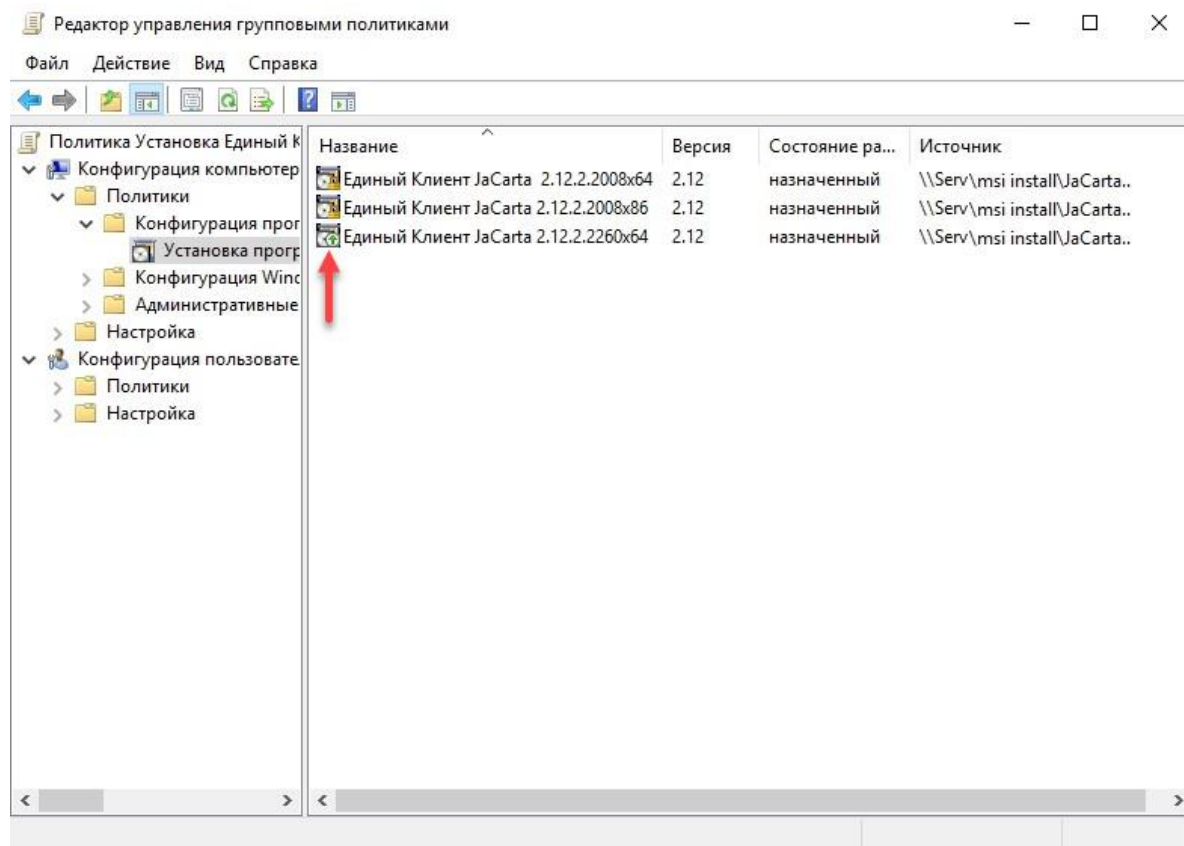 Редактор управления групповыми политиками
Файл Действие Вид Справка
Политика Установка Единый К
Конфигурация компьютер
Политики
Конфигурация прог
Установка прогр
Конфигурация Winc
Административные
Настройка
Конфигурация пользовате
Политики
Настройка
Название Версия Состояние ра... Источник
Единый Клиент JaCarta 2.12.2.2008x64 2.12 назначенный \\Serv\msi install\JaCarta..
Единый Клиент JaCarta 2.12.2.2008x86 2.12 назначенный \\Serv\msi install\JaCarta..
Единый Клиент JaCarta 2.12.2.2260x64 2.12 назначенный \\Serv\msi install\JaCarta..